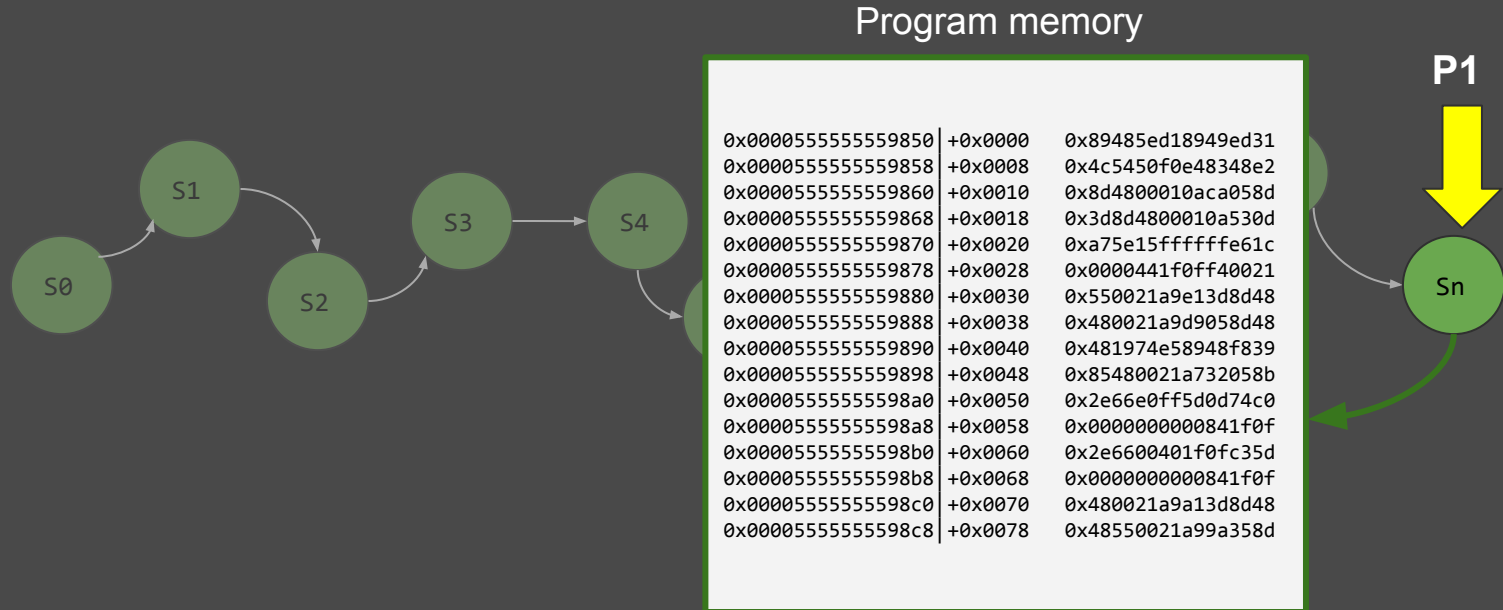 Program memory
P1
0x0000555555559850|+0x0000 0x89485ed18949ed31
0x0000555555559858|+0x0008 0x4c5450f0e48348e2
0x0000555555559860|+0x0010 0x8d4800010aca058d
0x0000555555559868|+0x0018 0x3d8d4800010a530d
0x0000555555559870|+0x0020 0xa75e15ffffffe61c
0x0000555555559878|+0x0028 0x0000441f0ff40021
0x0000555555559880|+0x0030 0x550021a9e13d8d48
0x0000555555559888|+0x0038 0x480021a9d9058d48
0x0000555555559890|+0x0040 0x481974e58948f839
0x0000555555559898|+0x0048 0x85480021a732058b
0x00005555555598a0|+0x0050 0x2e66e0ff5d0d74c0
0x00005555555598a8|+0x0058 0x0000000000841f0f
0x00005555555598b0|+0x0060 0x2e6600401f0fc35d
0x00005555555598b8|+0x0068 0x0000000000841f0f
0x00005555555598c0|+0x0070 0x480021a9a13d8d48
0x00005555555598c8|+0x0078 0x48550021a99a358d
S0
S1
S2
S3
S4
Sn